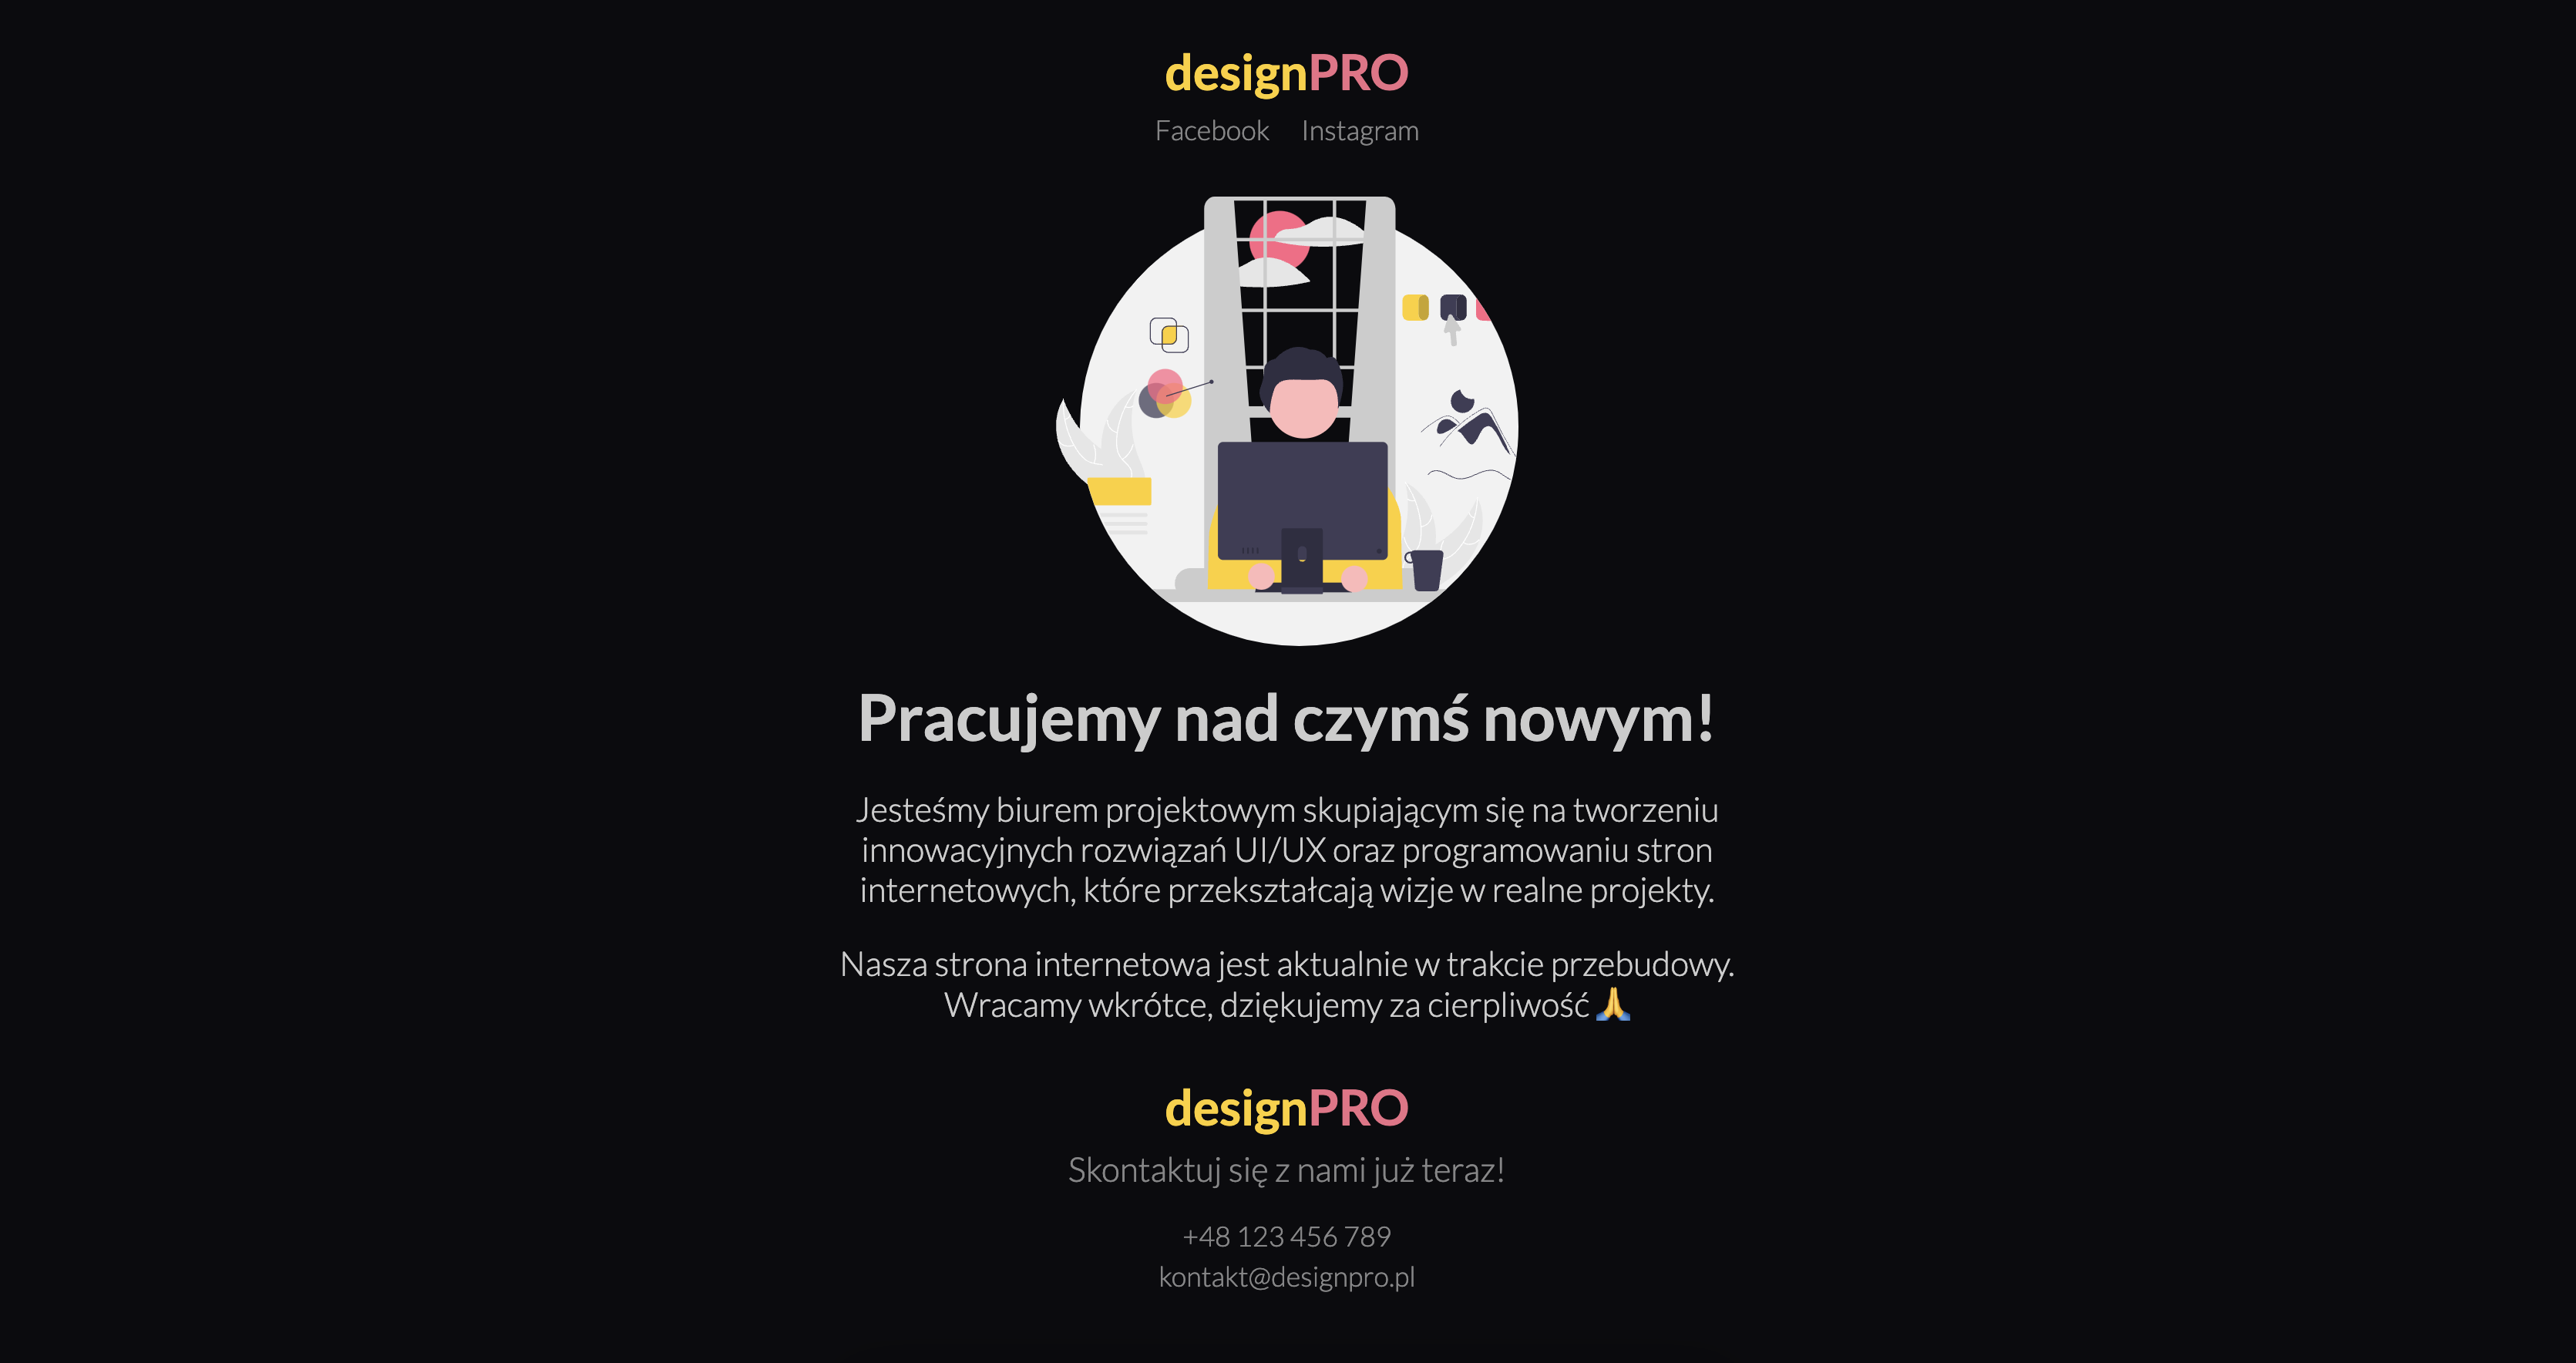 designPRO
Facebook Instagram
Pracujemy nad czymś nowym!
Jesteśmy biurem projektowym skupiającym się na tworzeniu
innowacyjnych rozwiązań UI/UX oraz programowaniu stron
internetowych, które przekształcają wizje w realne projekty.
Nasza strona internetowa jest aktualnie w trakcie przebudowy.
Wracamy wkrótce, dziękujemy za cierpliwość 🙏
designPRO
Skontaktuj się z nami już teraz!
+48 123 456 789
kontakt@designpro.pl